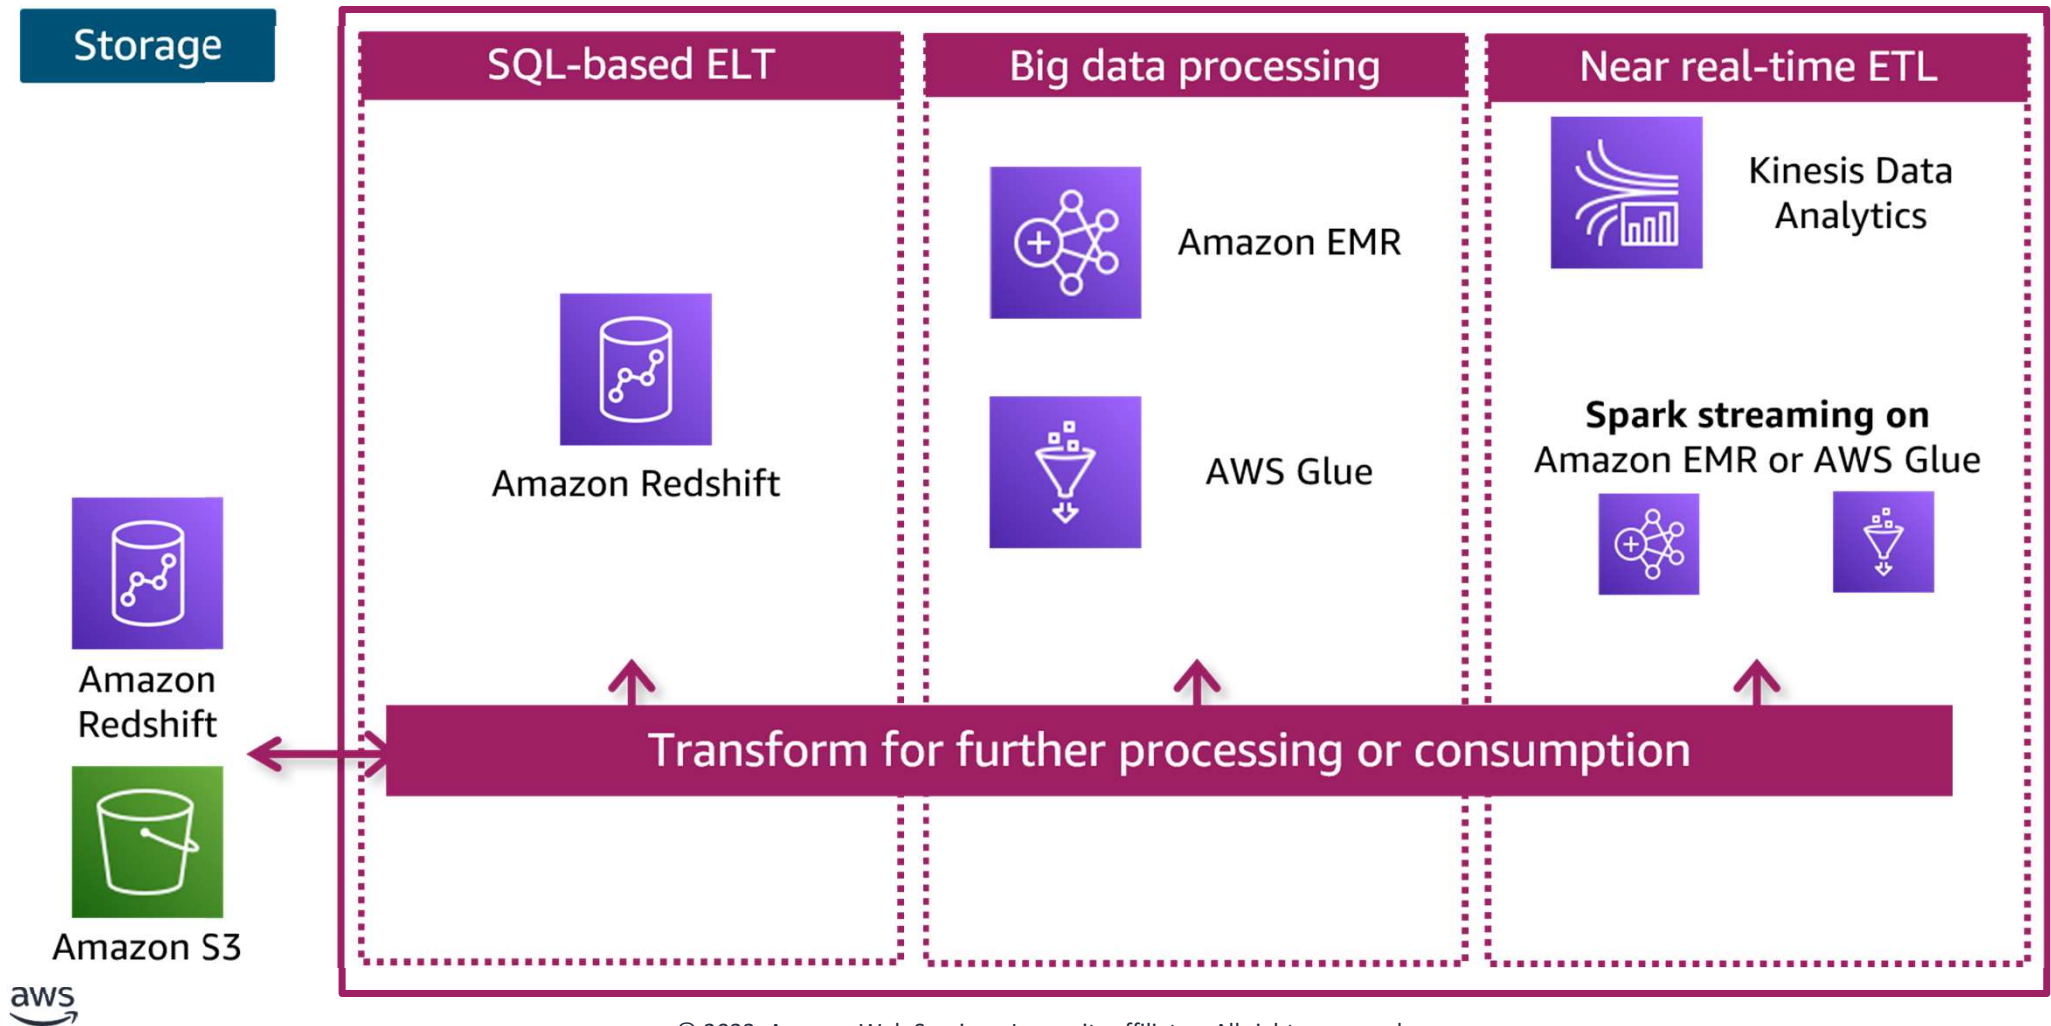 Storage
SQL-based ELT
Big data processing
Near real-time ETL
Kinesis Data
Analytics
Amazon EMR
Amazon Redshift
AWS Glue
Spark streaming on
Amazon EMR or AWS Glue
Amazon
Redshift
Transform for further processing or consumption
Amazon S3
aws